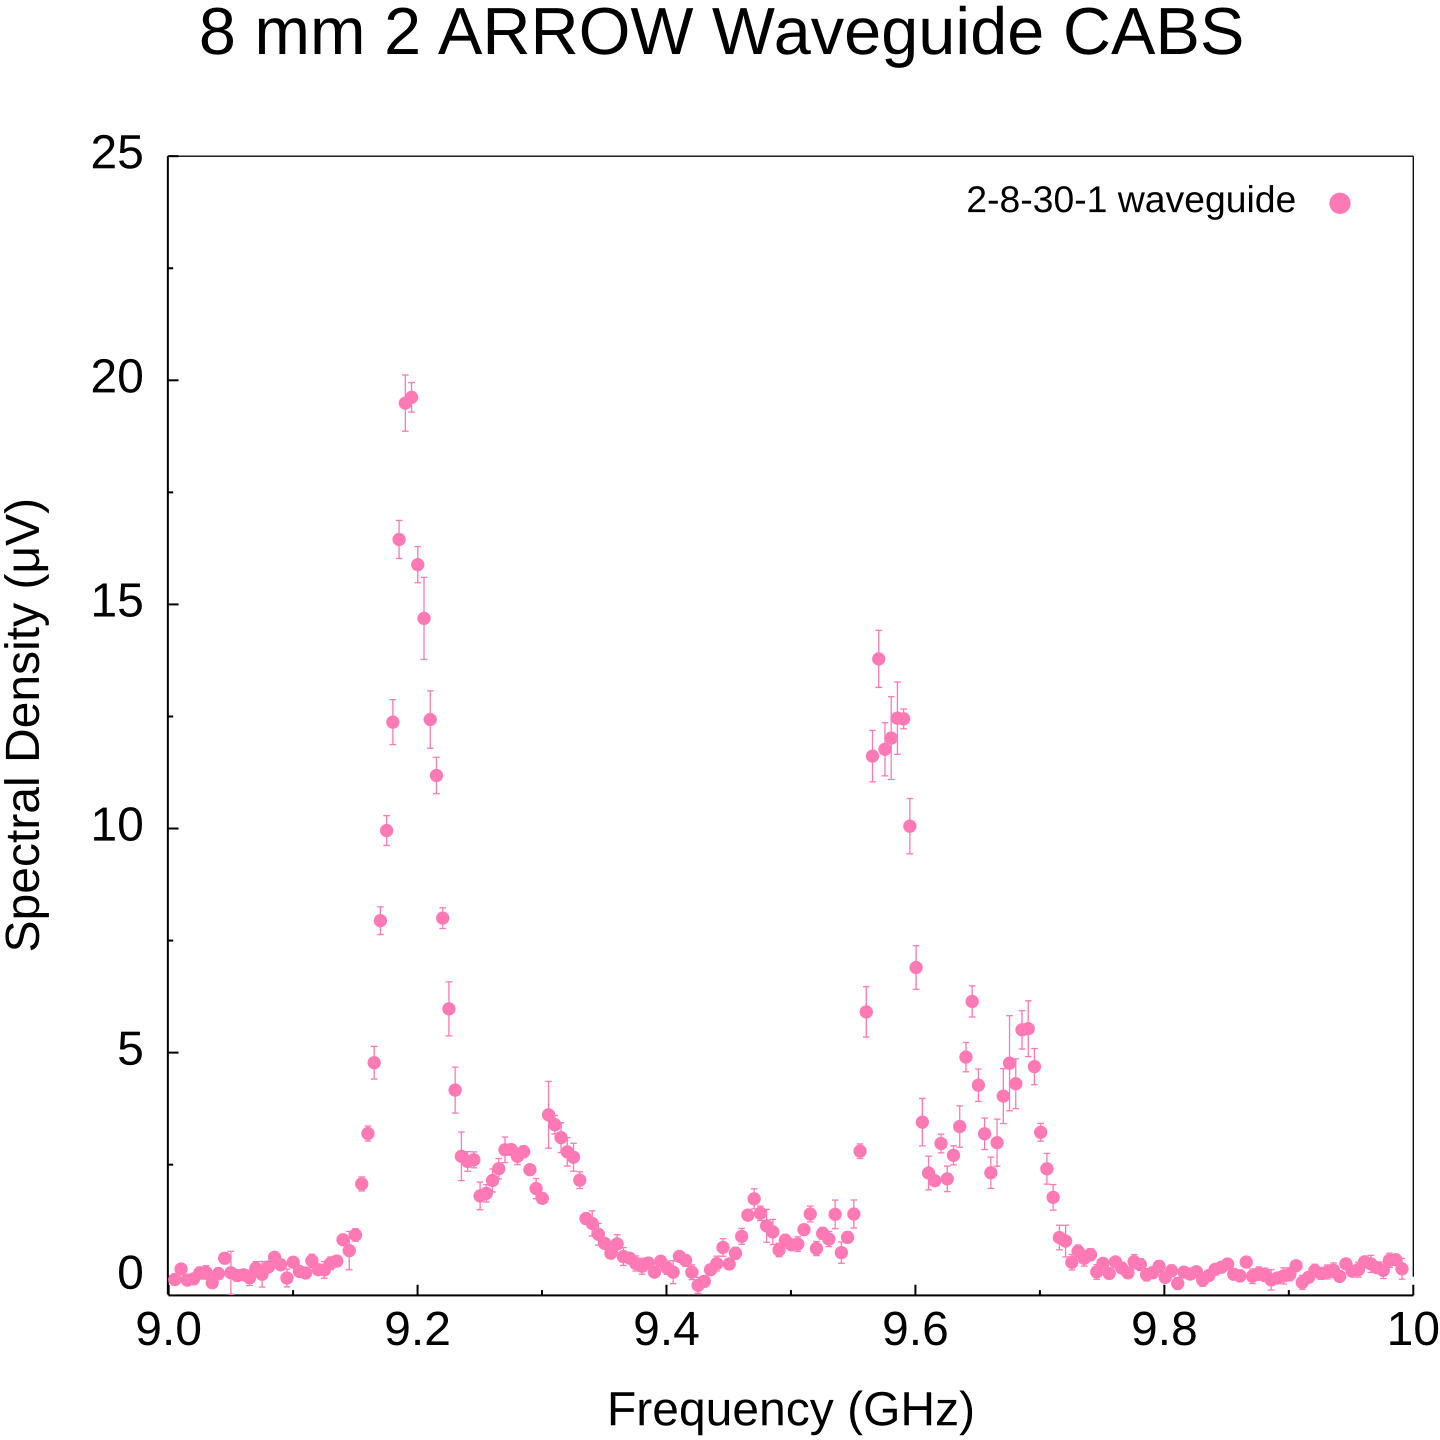 8 mm 2 ARROW Waveguide CABS
2-8-30-1 waveguide
Spectral Density (μV)
25
20
15
10
5
0
9.0 9.2 9.4 9.6 9.8 10
Frequency (GHz)